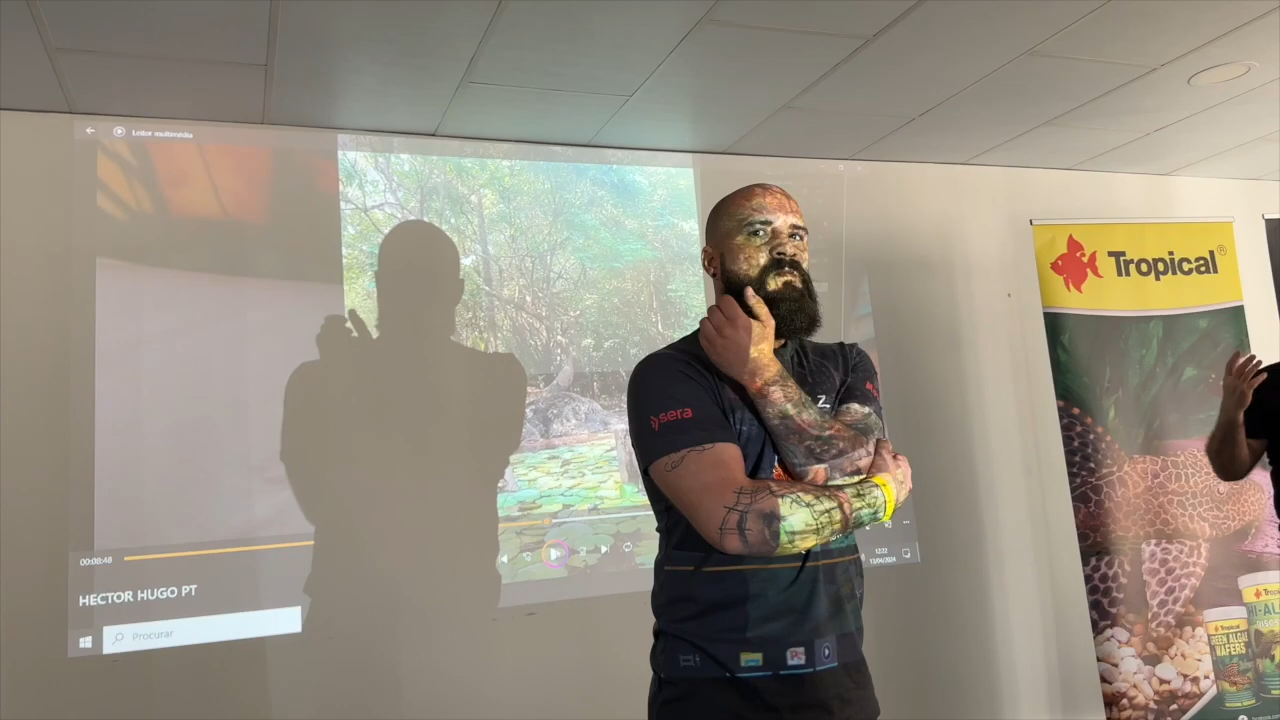 Leitor multimédia
Tropical®
sera
Z
00:08:48
HECTOR HUGO PT
Procurar
12:22
13/04/2024
Tropical
GREEN ALGAE
WAFERS